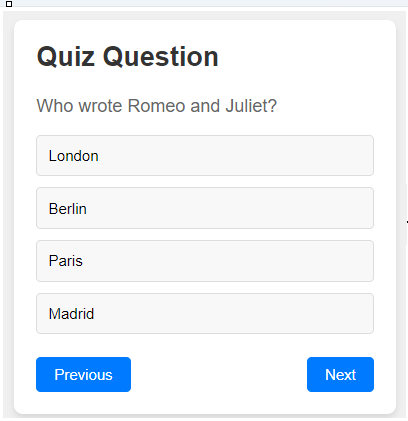 Quiz Question
Who wrote Romeo and Juliet?
London
Berlin
Paris
Madrid
Previous
Next